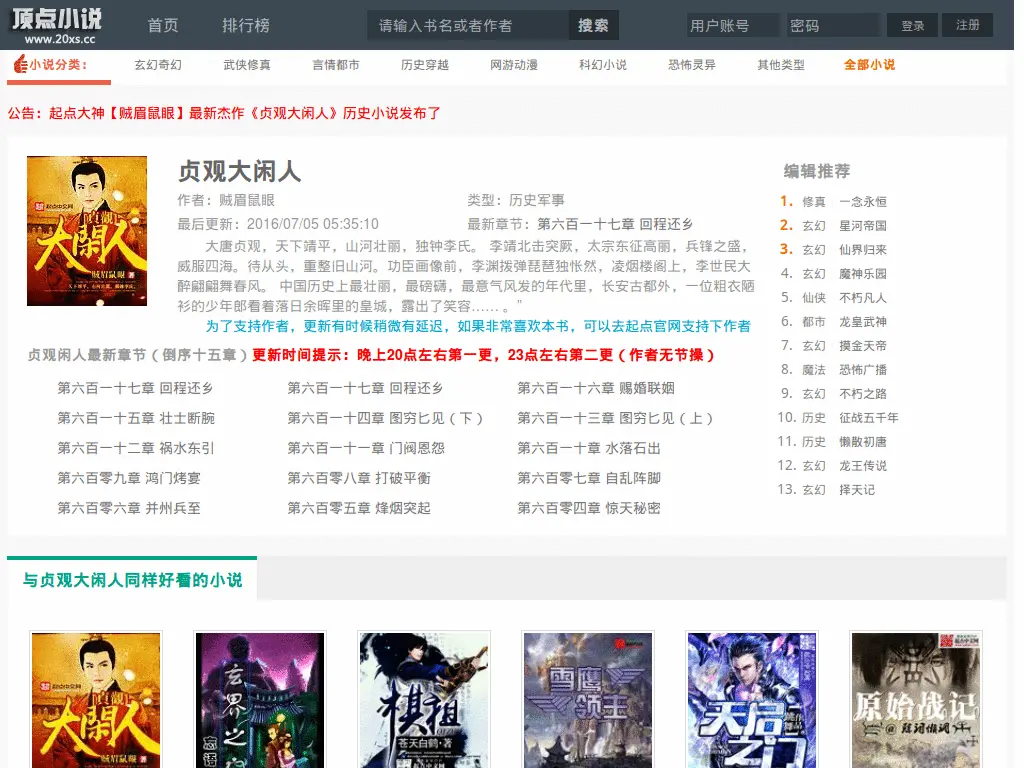 顶点小说
www.20xs.cc
首页 排行榜 请输入书名或者作者 搜索 用户账号 密码 登录 注册
小说分类： 玄幻奇幻 武侠修真 言情都市 历史穿越 网游动漫 科幻小说 恐怖灵异 其他类型 全部小说
公告：起点大神【贼眉鼠眼】最新杰作《贞观大闲人》历史小说发布了
贞觀
大閑人
贼眉鼠眼 著
贞观大闲人
作者：贼眉鼠眼 类型：历史军事
最后更新：2016/07/05 05:35:10 最新章节：第六百一十七章 回程还乡
大唐贞观，天下靖平，山河壮丽，独钟李氏。 李靖北击突厥，太宗东征高丽，兵锋之盛，
威服四海。待从头，重整旧山河。功臣画像前，李渊拨弹琵琶独怅然，凌烟楼阁上，李世民大
醉翩翩舞春风。 中国历史上最壮丽，最磅礴，最意气风发的年代里，长安古都外，一位粗衣陋
衫的少年郎看着落日余晖里的皇城，露出了笑容…… 。”
为了支持作者，更新有时候稍微有延迟，如果非常喜欢本书，可以去起点官网支持下作者
贞观闲人最新章节（倒序十五章）更新时间提示：晚上20点左右第一更，23点左右第二更（作者无节操）
第六百一十七章 回程还乡 第六百一十七章 回程还乡 第六百一十六章 赐婚联姻
第六百一十五章 壮士断腕 第六百一十四章 图穷匕见（下） 第六百一十三章 图穷匕见（上）
第六百一十二章 祸水东引 第六百一十一章 门阀恩怨 第六百一十章 水落石出
第六百零九章 鸿门烤宴 第六百零八章 打破平衡 第六百零七章 自乱阵脚
第六百零六章 并州兵至 第六百零五章 烽烟突起 第六百零四章 惊天秘密
编辑推荐
1. 修真 一念永恒
2. 玄幻 星河帝国
3. 玄幻 仙界归来
4. 玄幻 魔神乐园
5. 仙侠 不朽凡人
6. 都市 龙皇武神
7. 玄幻 摸金天帝
8. 魔法 恐怖广播
9. 玄幻 不朽之路
10. 历史 征战五千年
11. 历史 懒散初唐
12. 玄幻 龙王传说
13. 玄幻 择天记
与贞观大闲人同样好看的小说
贞觀
大閑人
贼眉鼠眼 著
玄界之门
忘语
棋祖
苍天白鹤·著
雪鹰
领主
天启
之门
原始战记